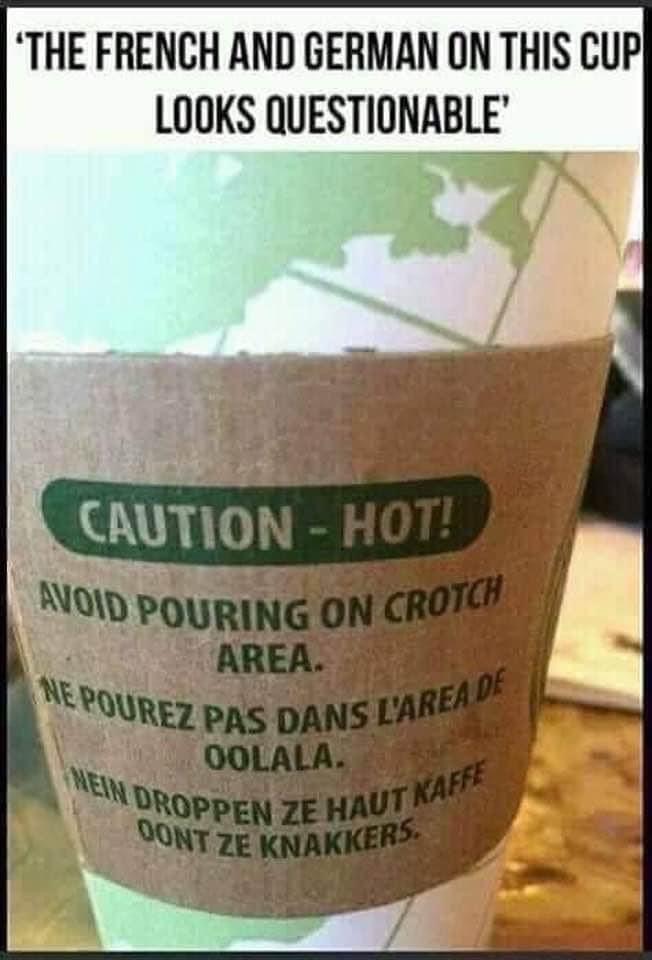 'THE FRENCH AND GERMAN ON THIS CUP
LOOKS QUESTIONABLE'
CAUTION - HOT!
AVOID POURING ON CROTCH
AREA.
NE POUREZ PAS DANS L'AREA DE
OOLALA.
NEIN DROPPEN ZE HAUT KAFFE
OONT ZE KNAKKERS.